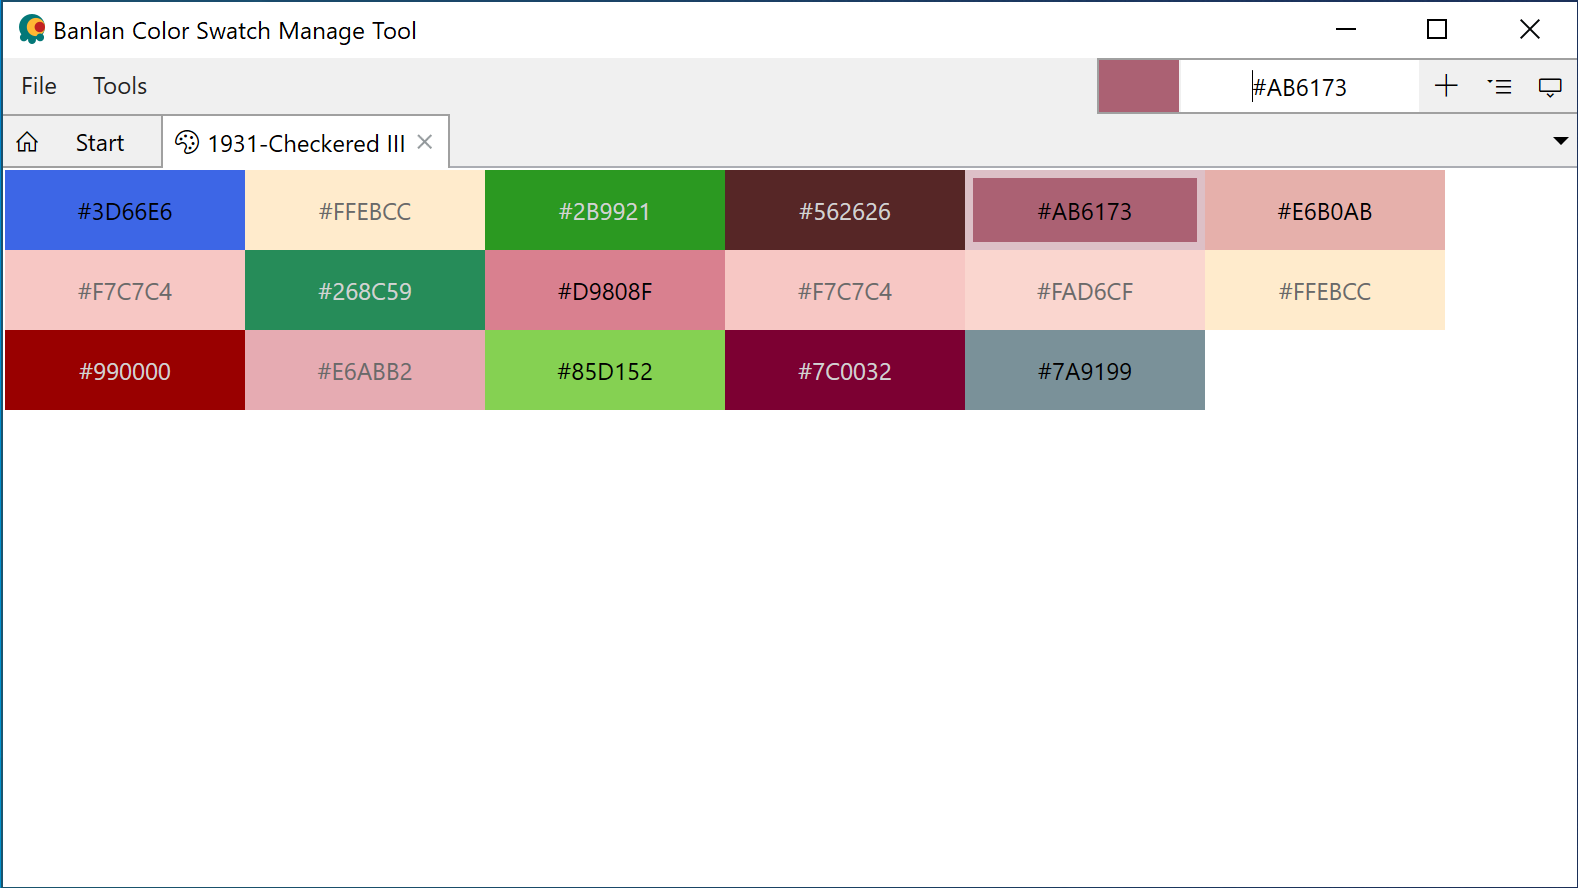 Banlan Color Swatch Manage Tool
File Tools #AB6173
Start 1931-Checkered III
#3D66E6 #FFEBCC #2B9921 #562626 #AB6173 #E6B0AB
#F7C7C4 #268C59 #D9808F #F7C7C4 #FAD6CF #FFEBCC
#990000 #E6ABB2 #85D152 #7C0032 #7A9199